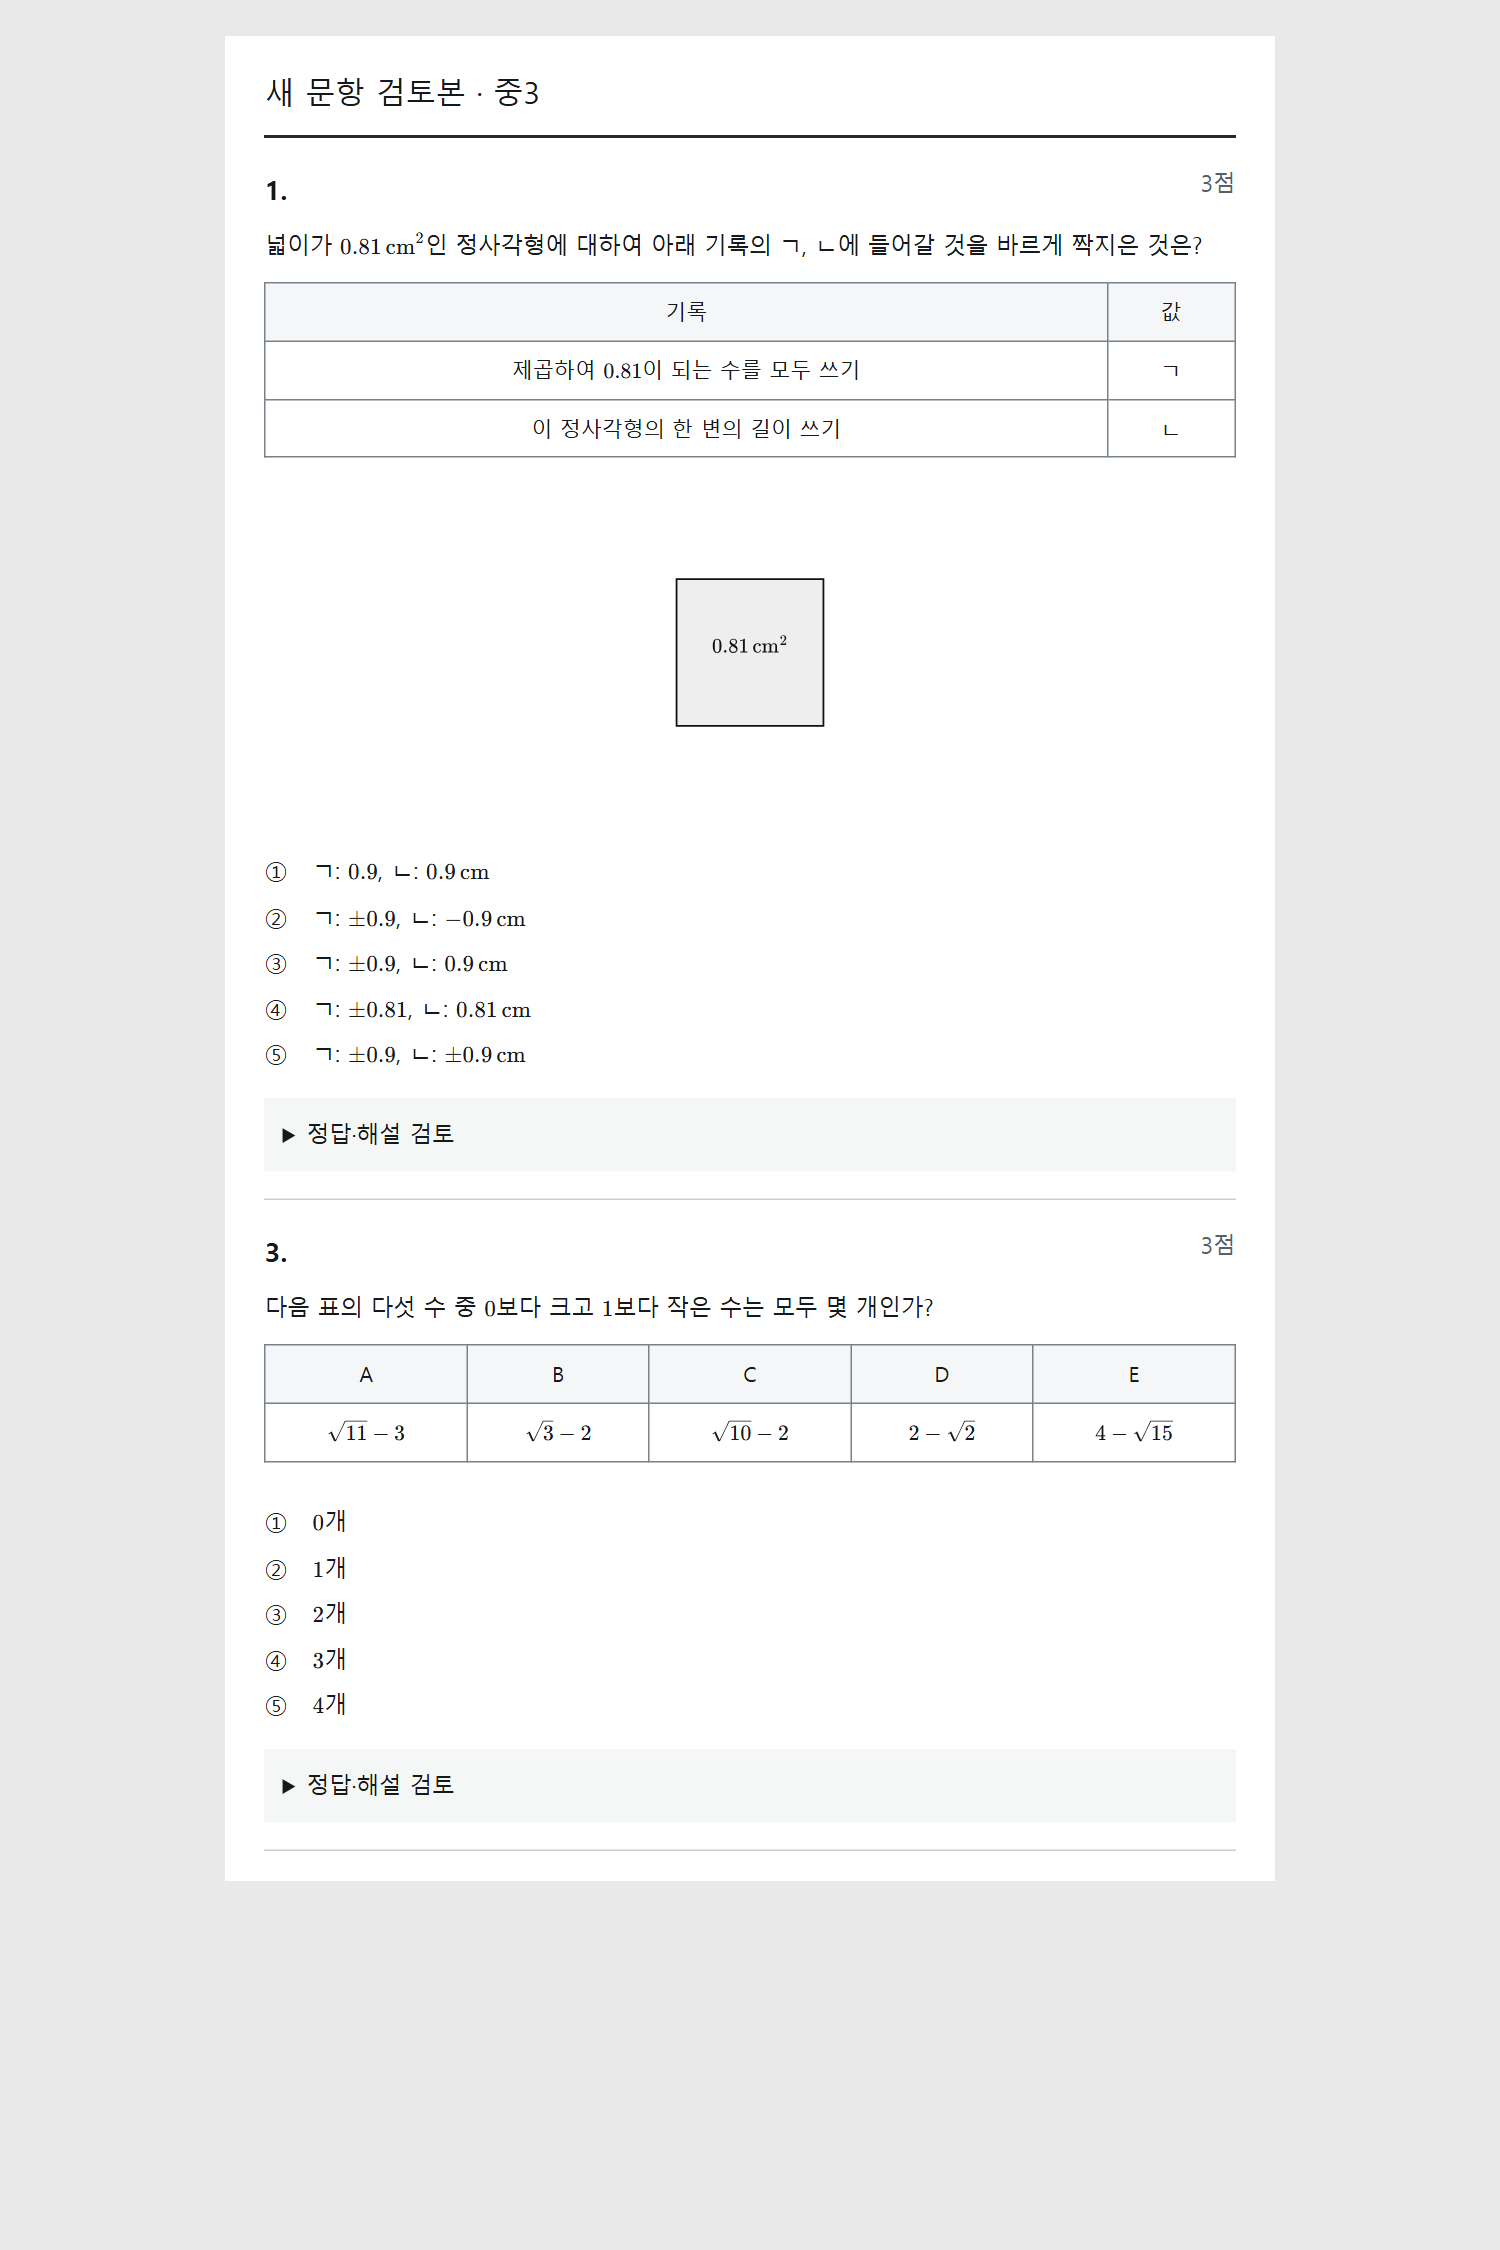 새 문항 검토본 · 중3
1.
3점
넓이가 0.81 cm²인 정사각형에 대하여 아래 기록의 ㄱ, ㄴ에 들어갈 것을 바르게 짝지은 것은?
기록 값
제곱하여 0.81이 되는 수를 모두 쓰기 ㄱ
이 정사각형의 한 변의 길이 쓰기 ㄴ
0.81 cm²
① ㄱ: 0.9, ㄴ: 0.9 cm
② ㄱ: ±0.9, ㄴ: −0.9 cm
③ ㄱ: ±0.9, ㄴ: 0.9 cm
④ ㄱ: ±0.81, ㄴ: 0.81 cm
⑤ ㄱ: ±0.9, ㄴ: ±0.9 cm
▶ 정답·해설 검토
3.
3점
다음 표의 다섯 수 중 0보다 크고 1보다 작은 수는 모두 몇 개인가?
A B C D E
√11 − 3 √3 − 2 √10 − 2 2 − √2 4 − √15
① 0개
② 1개
③ 2개
④ 3개
⑤ 4개
▶ 정답·해설 검토